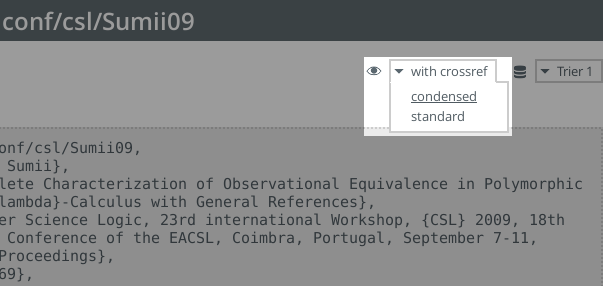 conf/csl/Sumii09
with crossref
Trier 1
condensed
standard
onf/csl/Sumii09,
Sumii},
lete Characterization of Observational Equivalence in Polymorphic
lambda}-Calculus with General References},
er Science Logic, 23rd international Workshop, {CSL} 2009, 18th
Conference of the EACSL, Coimbra, Portugal, September 7-11,
Proceedings},
69},